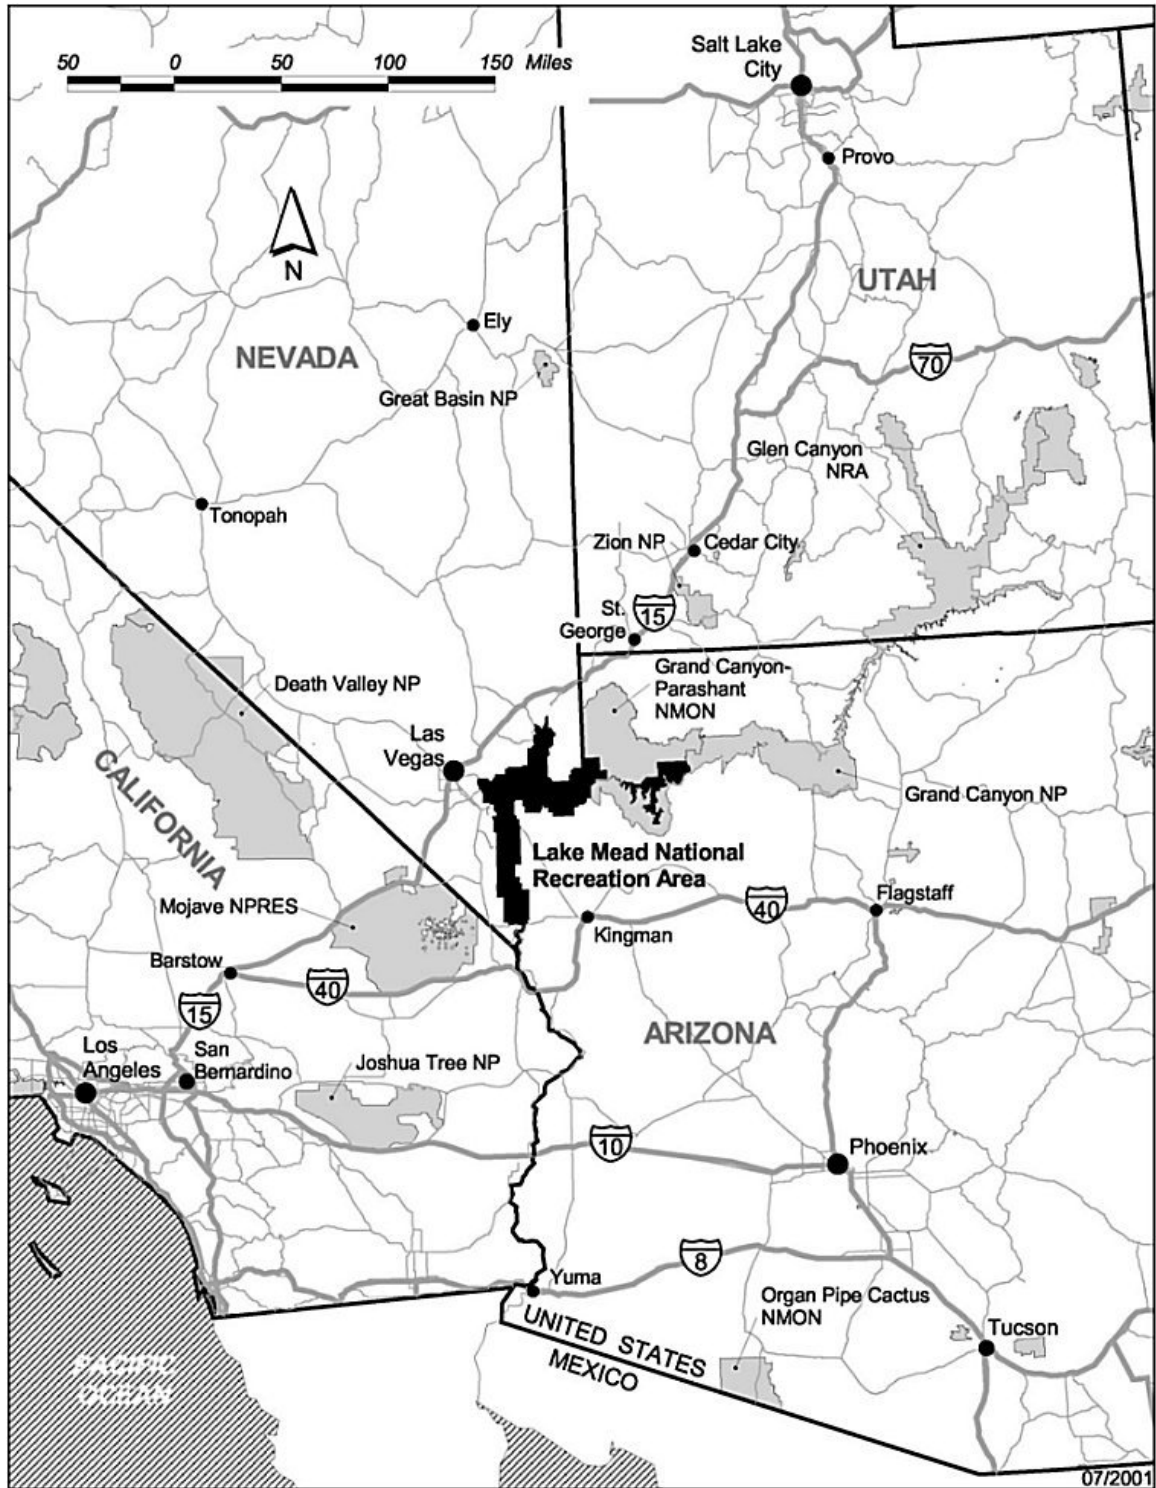 50 0 50 100 150 Miles
Salt Lake
City
Provo
N
UTAH
Ely
NEVADA
70
Great Basin NP
Glen Canyon
NRA
Tonopah
Zion NP
Cedar City
15
St.
George
Grand Canyon-
Parashant
NMON
Death Valley NP
Las
Vegas
CALIFORNIA
Grand Canyon NP
Lake Mead National
Recreation Area
Mojave NPRES
40
Flagstaff
Kingman
Barstow
40
15
ARIZONA
Los
Angeles
San
Bernardino
Joshua Tree NP
10
Phoenix
8
Yuma
Organ Pipe Cactus
NMON
UNITED STATES
MEXICO
Tucson
PACIFIC
OCEAN
07/2001